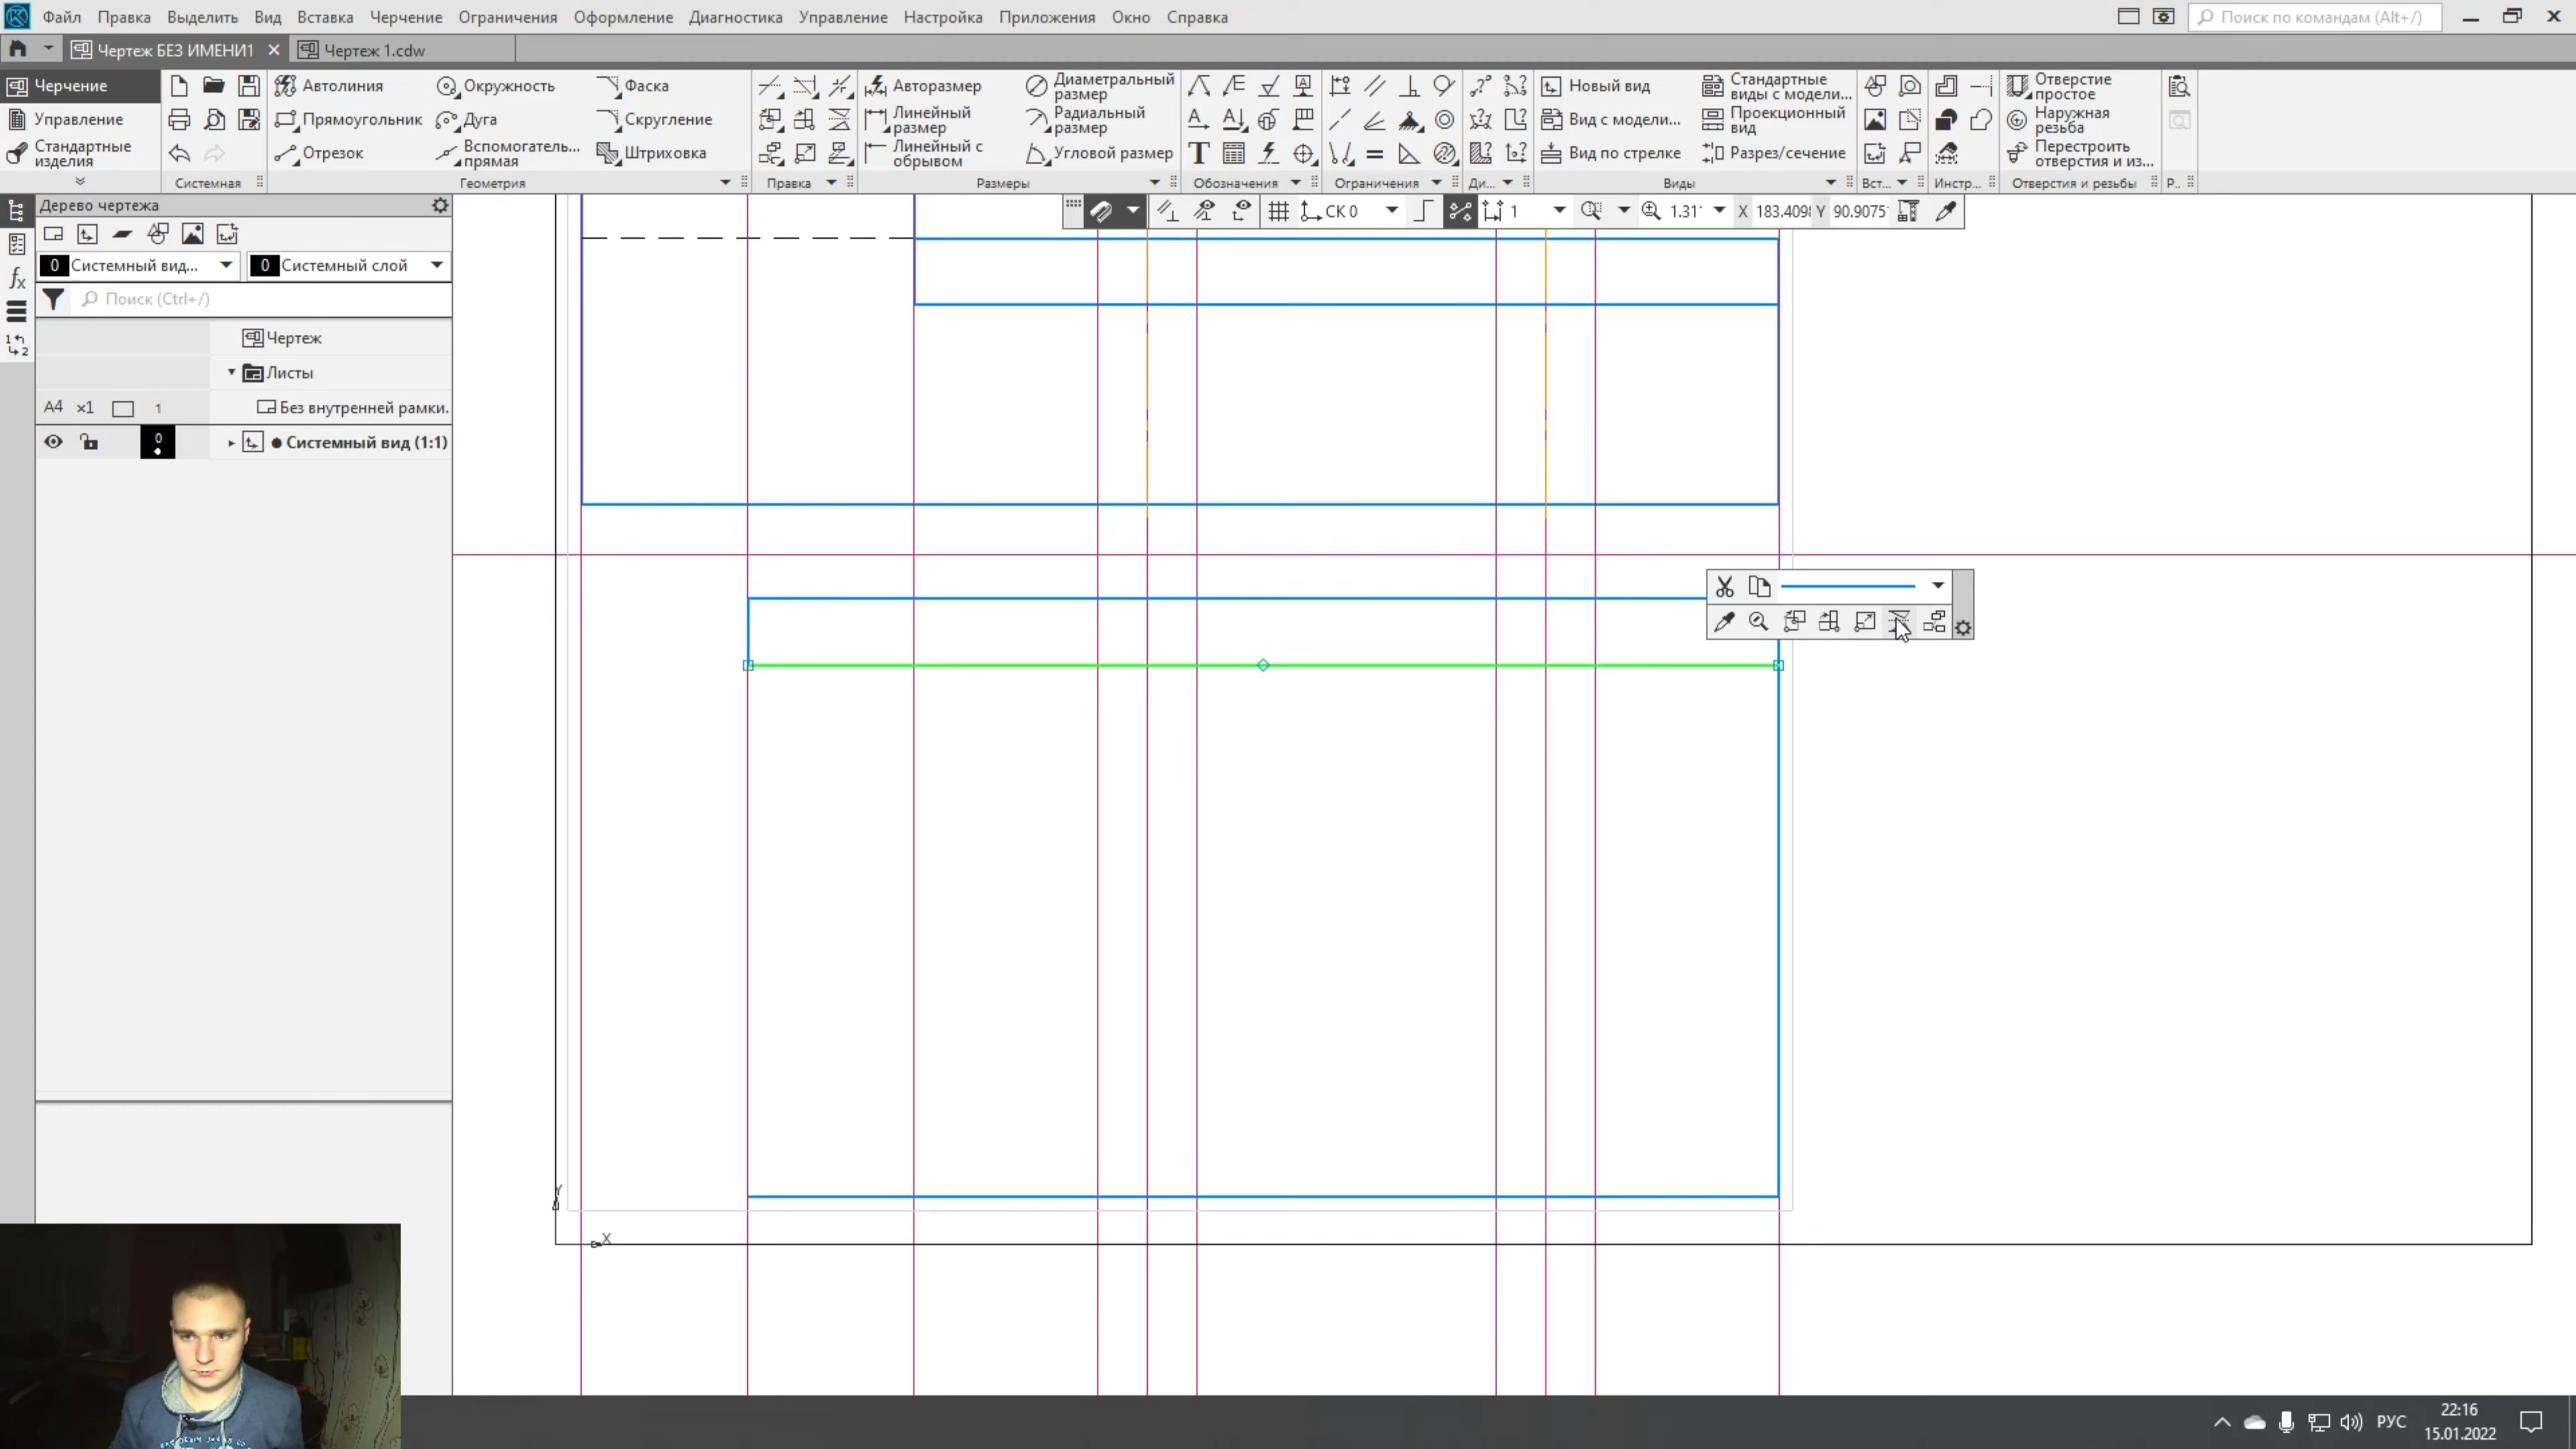 Файл Правка Выделить Вид Вставка Черчение Ограничения Оформление Диагностика Управление Настройка Приложения Окно Справка Поиск по командам (Alt+/)
Чертеж БЕЗ ИМЕНИ1 Чертеж 1.cdw
Черчение Автолиния Окружность Фаска Авторазмер Диаметральный размер Новый вид Стандартные виды с модели... Отверстие простое
Управление Прямоугольник Дуга Скругление Линейный размер Радиальный размер Вид с модели... Проекционный вид Наружная резьба
Стандартные изделия Отрезок Вспомогатель... прямая Штриховка Линейный с обрывом Угловой размер Вид по стрелке Разрез/сечение Перестроить отверстия и из...
Системная Геометрия Правка Размеры Обозначения Ограничения Ди... Виды Вст... Инстр... Отверстия и резьбы Р...
Дерево чертежа
СК 0 1 1.31 X 183.409 Y 90.9075
0 Системный вид... 0 Системный слой
Поиск (Ctrl+/)
Чертеж
Листы
A4 x1 1 Без внутренней рамки.
0 Системный вид (1:1)
Y
X
РУС
22:16
15.01.2022